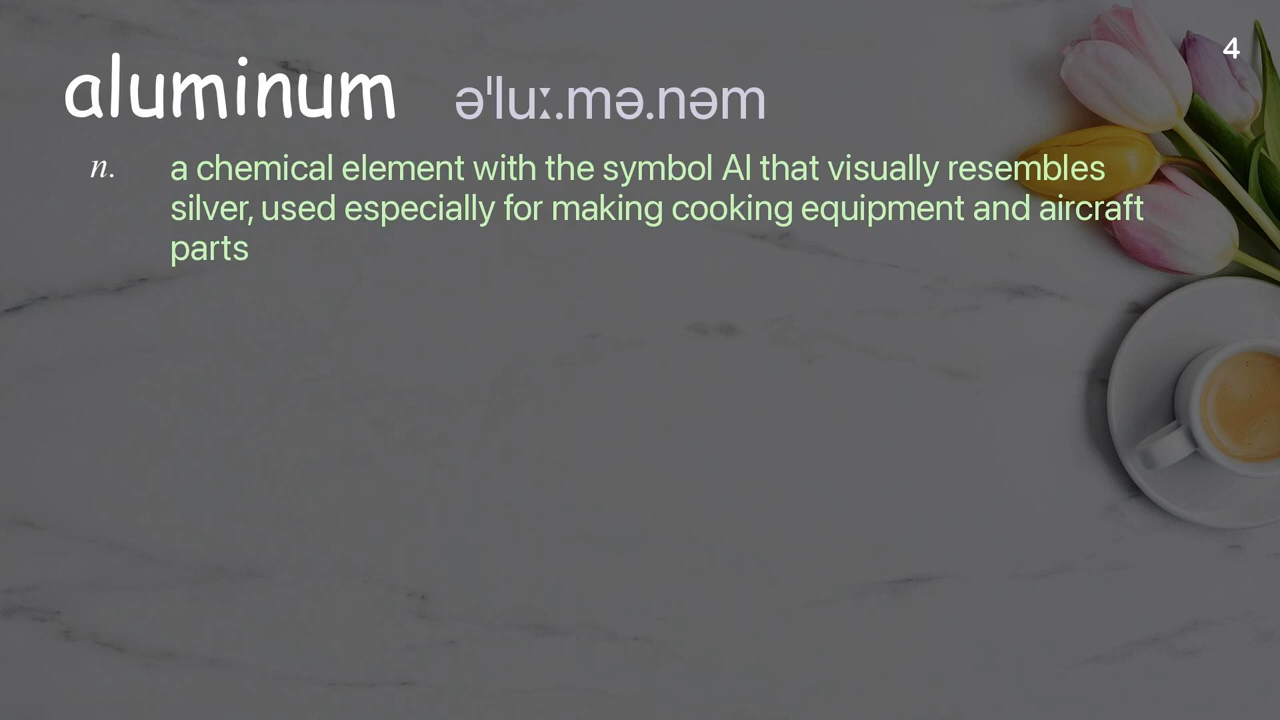 4
aluminum əˈluː.mə.nəm
n. a chemical element with the symbol Al that visually resembles
silver, used especially for making cooking equipment and aircraft
parts